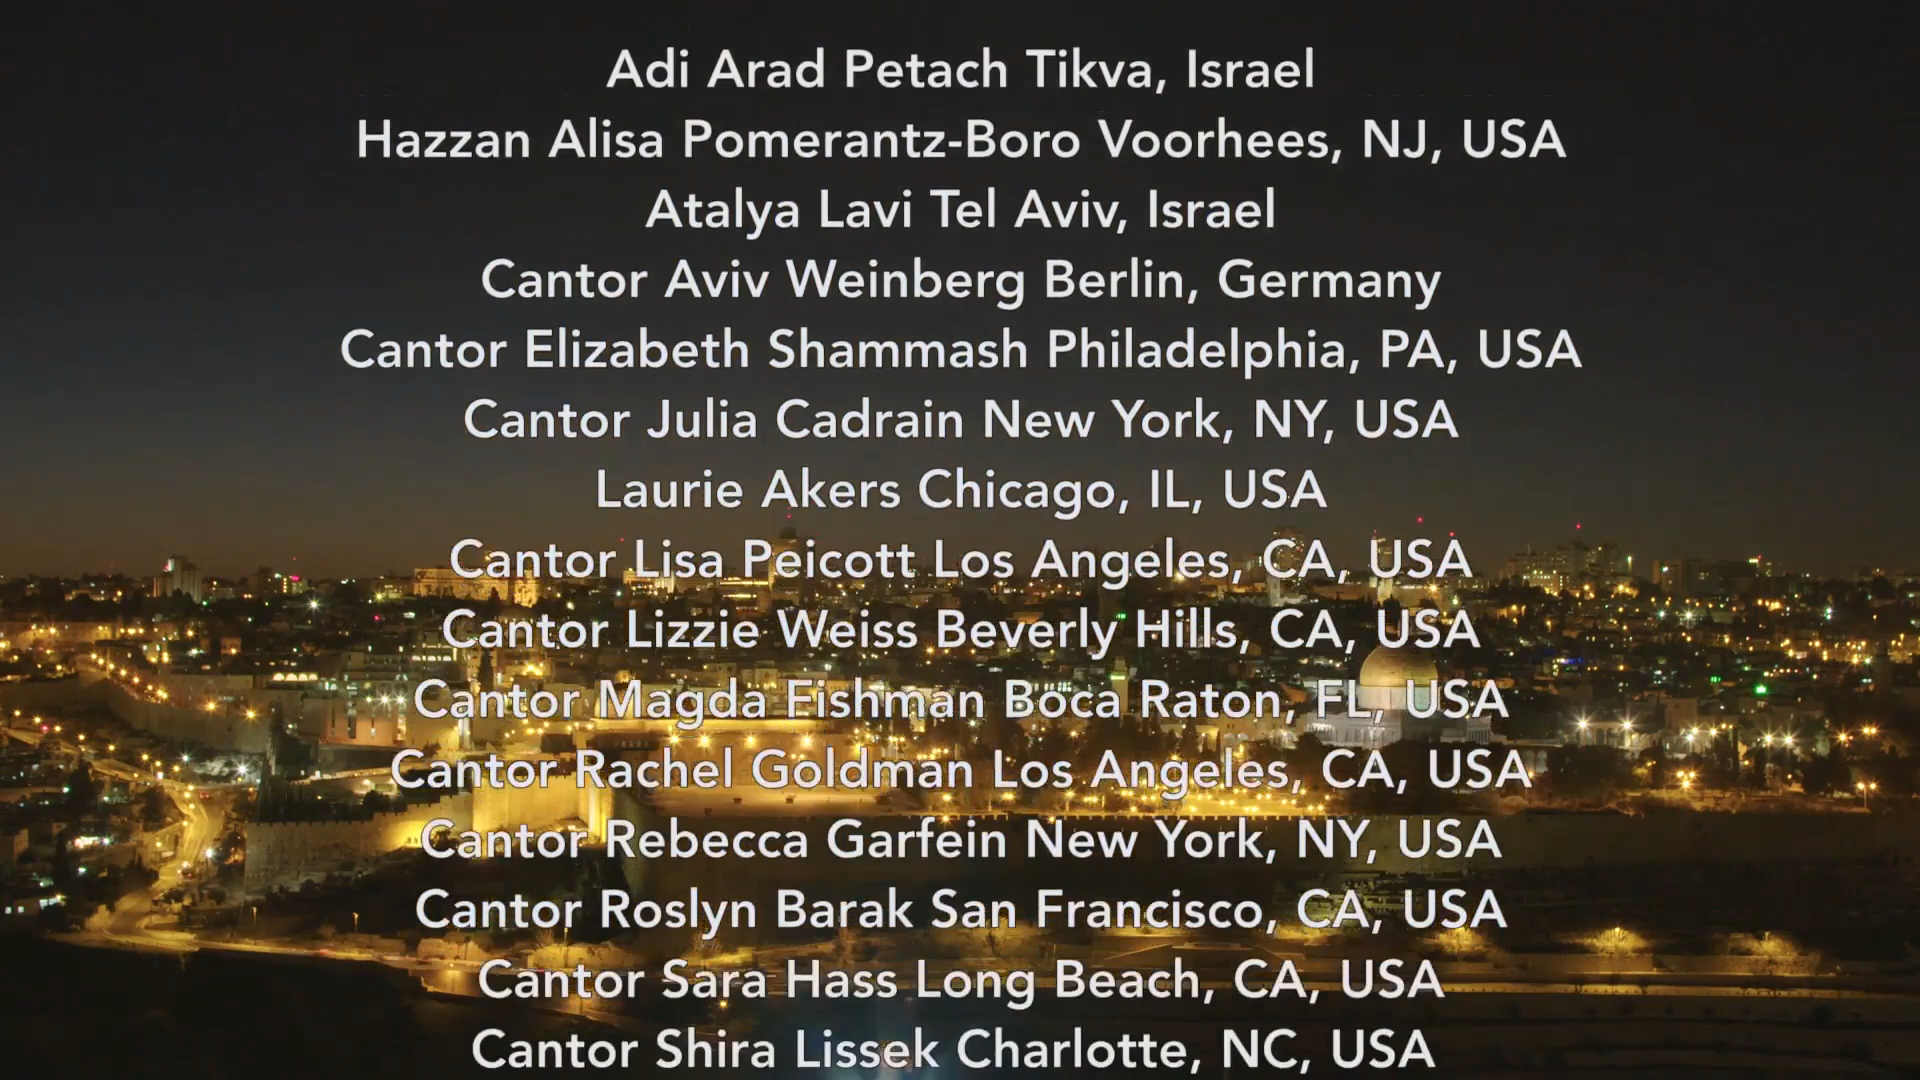 Adi Arad Petach Tikva, Israel
Hazzan Alisa Pomerantz-Boro Voorhees, NJ, USA
Atalya Lavi Tel Aviv, Israel
Cantor Aviv Weinberg Berlin, Germany
Cantor Elizabeth Shammash Philadelphia, PA, USA
Cantor Julia Cadrain New York, NY, USA
Laurie Akers Chicago, IL, USA
Cantor Lisa Peicott Los Angeles, CA, USA
Cantor Lizzie Weiss Beverly Hills, CA, USA
Cantor Magda Fishman Boca Raton, FL, USA
Cantor Rachel Goldman Los Angeles, CA, USA
Cantor Rebecca Garfein New York, NY, USA
Cantor Roslyn Barak San Francisco, CA, USA
Cantor Sara Hass Long Beach, CA, USA
Cantor Shira Lissek Charlotte, NC, USA